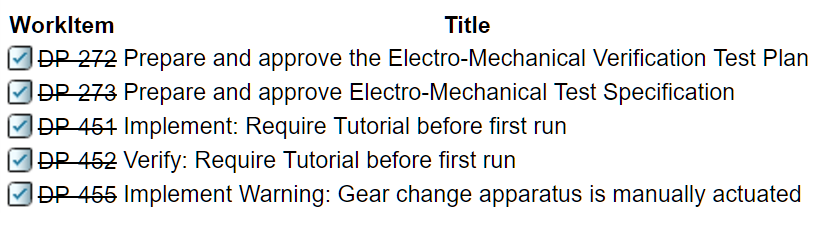 WorkItem Title
DP-272 Prepare and approve the Electro-Mechanical Verification Test Plan
DP-273 Prepare and approve Electro-Mechanical Test Specification
DP-451 Implement: Require Tutorial before first run
DP-452 Verify: Require Tutorial before first run
DP-455 Implement Warning: Gear change apparatus is manually actuated